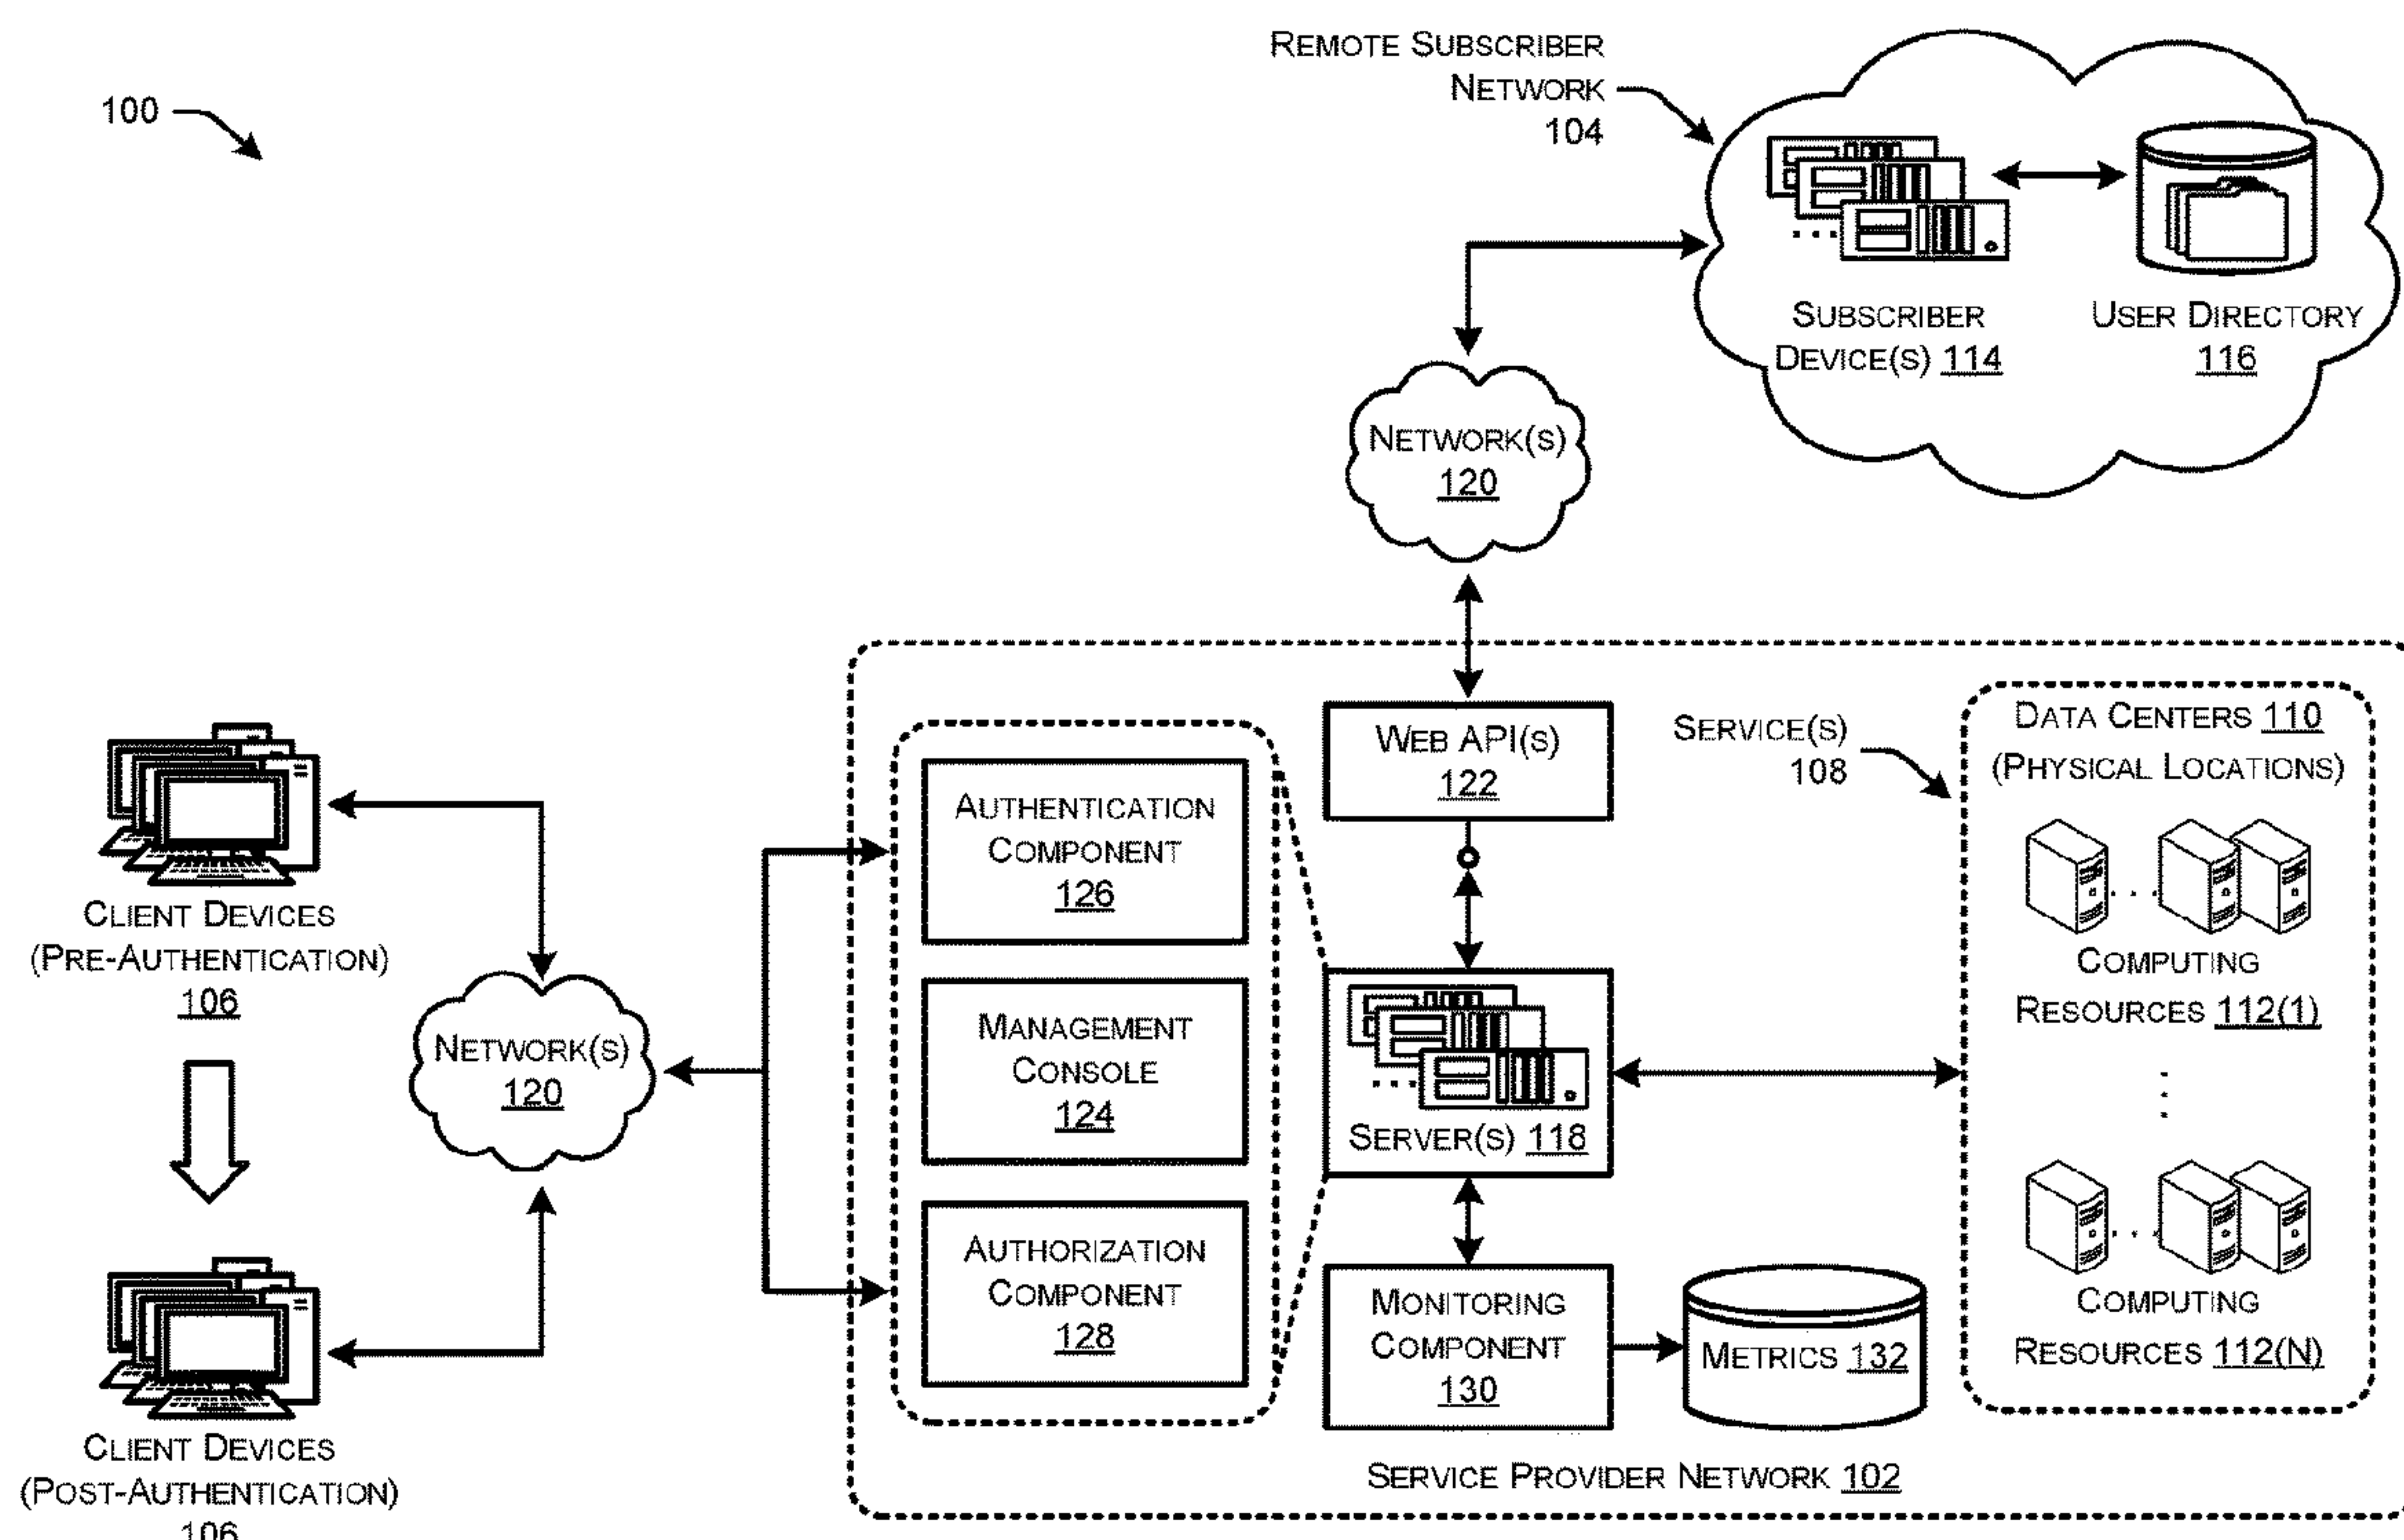 100
REMOTE SUBSCRIBER
NETWORK
104
SUBSCRIBER
DEVICE(S) 114
USER DIRECTORY
116
NETWORK(S)
120
CLIENT DEVICES
(PRE-AUTHENTICATION)
106
NETWORK(S)
120
CLIENT DEVICES
(POST-AUTHENTICATION)
106
AUTHENTICATION
COMPONENT
126
MANAGEMENT
CONSOLE
124
AUTHORIZATION
COMPONENT
128
WEB API(S)
122
SERVER(S) 118
MONITORING
COMPONENT
130
METRICS 132
SERVICE(S)
108
DATA CENTERS 110
(PHYSICAL LOCATIONS)
COMPUTING
RESOURCES 112(1)
COMPUTING
RESOURCES 112(N)
SERVICE PROVIDER NETWORK 102